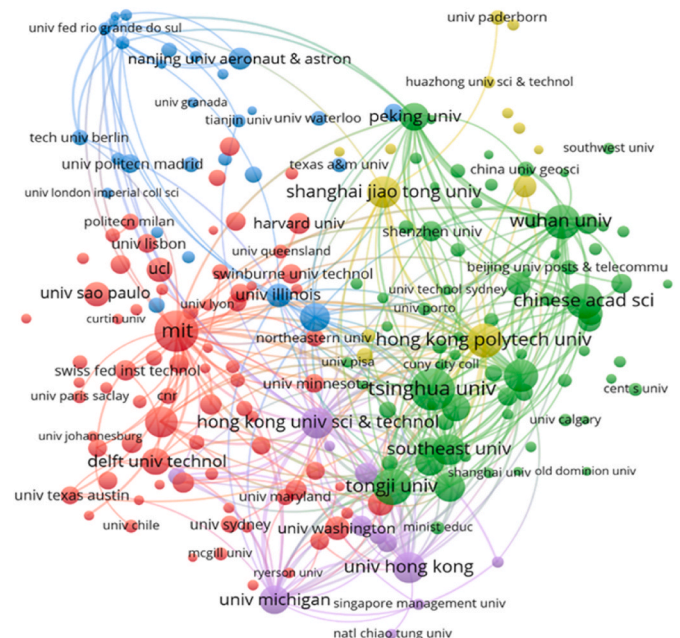 univ paderborn
univ fed rio grande do sul
nanjing univ aeronaut & astron
huazhong univ sci & technol
univ granada
tianjin univ
univ waterloo
peking univ
tech univ berlin
southwest univ
univ politecn madrid
texas a&m univ
china univ geosci
univ london imperial coll sci
shanghai jiao tong univ
politecn milan
harvard univ
wuhan univ
shenzhen univ
univ lisbon
univ queensland
ucl
swinburne univ technol
beijing univ posts & telecommu
univ sao paulo
univ illinois
univ technol sydney
chinese acad sci
univ lyon
univ porto
curtin univ
mit
northeastern univ
hong kong polytech univ
univ pisa
cuny city coll
swiss fed inst technol
univ minnesota
tsinghua univ
cent s univ
univ paris saclay
cnr
hong kong univ sci & technol
univ calgary
univ johannesburg
southeast univ
delft univ technol
shanghai univ
old dominion univ
tongji univ
univ texas austin
univ maryland
univ chile
univ sydney
univ washington
minist educ
mcgill univ
univ hong kong
ryerson univ
univ michigan
singapore management univ
natl chiao tung univ